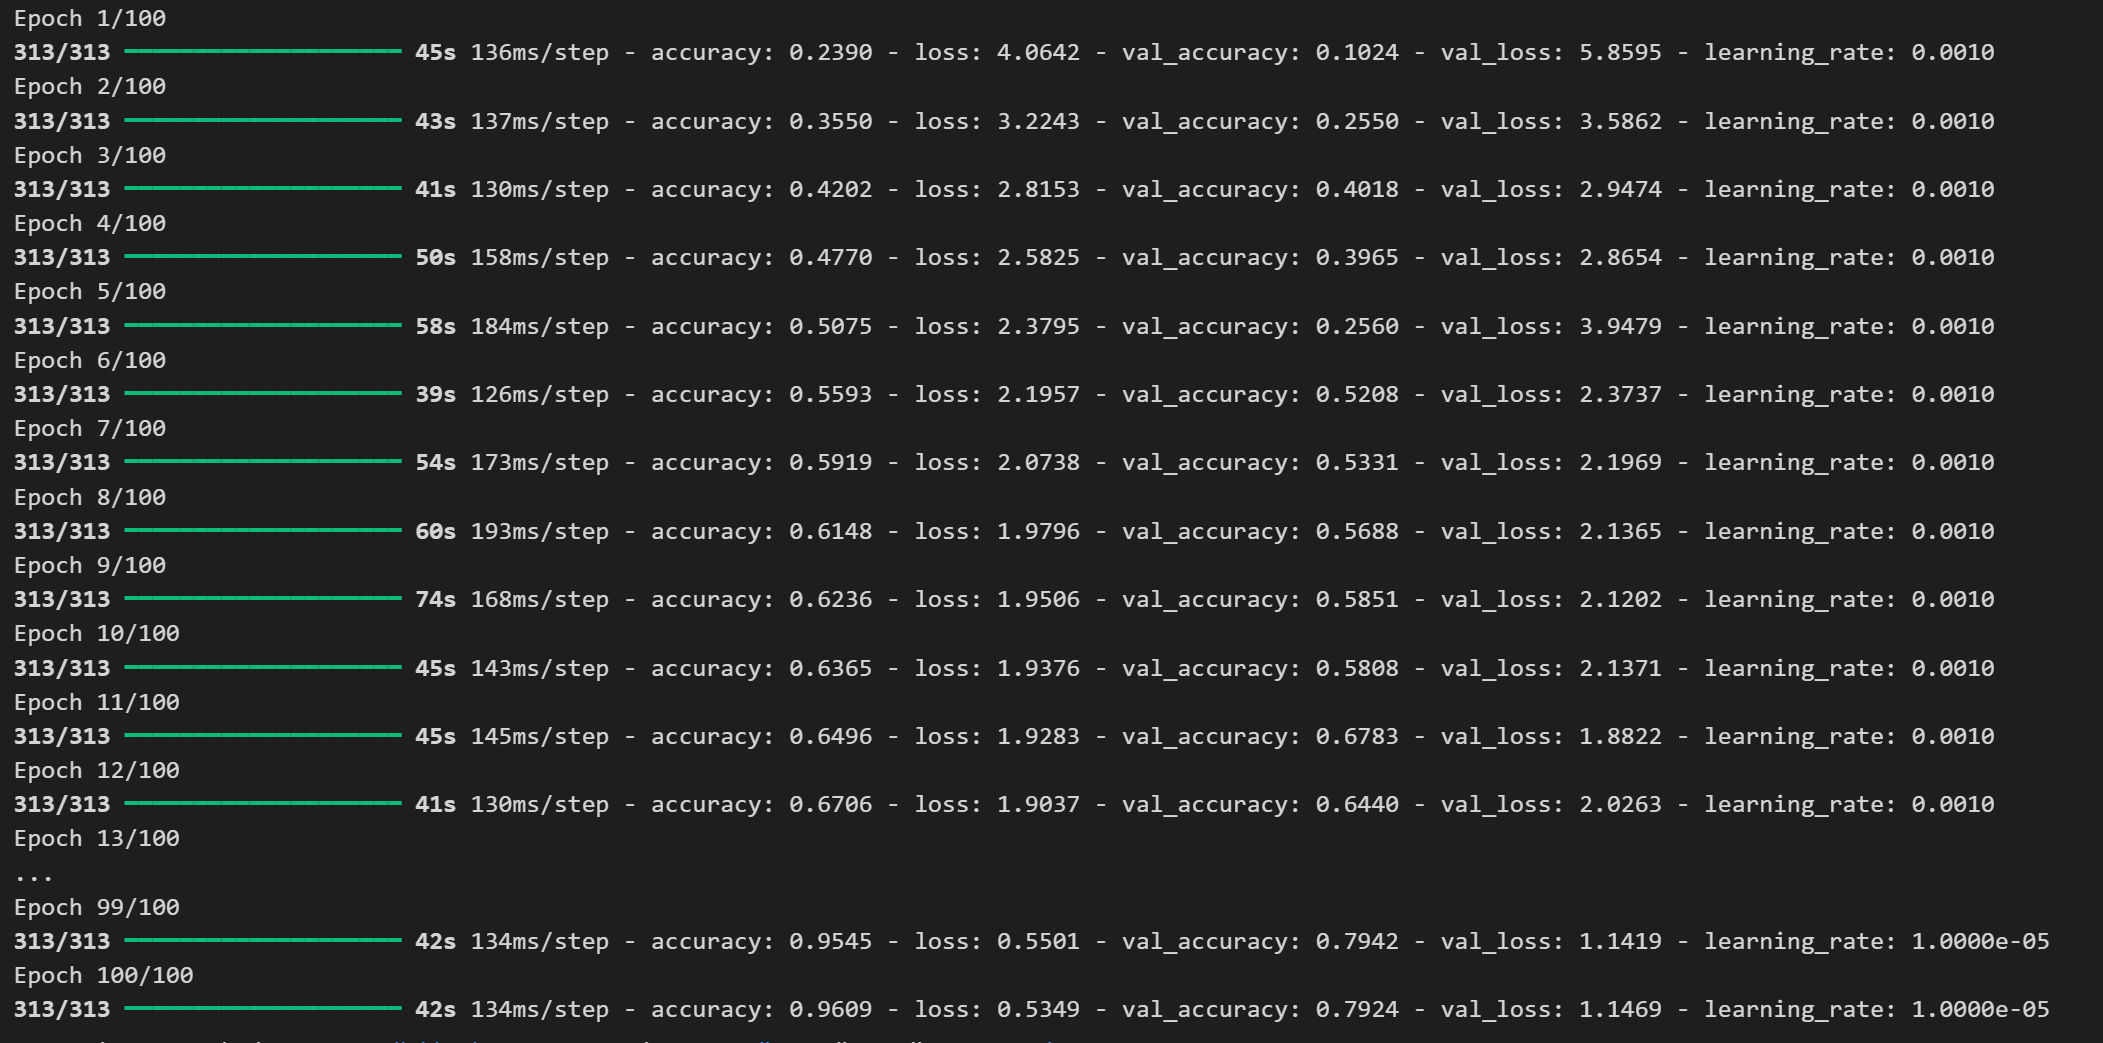 Epoch 1/100
313/313 ━━━━━━━━━━━━━━━━━━━━ 45s 136ms/step - accuracy: 0.2390 - loss: 4.0642 - val_accuracy: 0.1024 - val_loss: 5.8595 - learning_rate: 0.0010
Epoch 2/100
313/313 ━━━━━━━━━━━━━━━━━━━━ 43s 137ms/step - accuracy: 0.3550 - loss: 3.2243 - val_accuracy: 0.2550 - val_loss: 3.5862 - learning_rate: 0.0010
Epoch 3/100
313/313 ━━━━━━━━━━━━━━━━━━━━ 41s 130ms/step - accuracy: 0.4202 - loss: 2.8153 - val_accuracy: 0.4018 - val_loss: 2.9474 - learning_rate: 0.0010
Epoch 4/100
313/313 ━━━━━━━━━━━━━━━━━━━━ 50s 158ms/step - accuracy: 0.4770 - loss: 2.5825 - val_accuracy: 0.3965 - val_loss: 2.8654 - learning_rate: 0.0010
Epoch 5/100
313/313 ━━━━━━━━━━━━━━━━━━━━ 58s 184ms/step - accuracy: 0.5075 - loss: 2.3795 - val_accuracy: 0.2560 - val_loss: 3.9479 - learning_rate: 0.0010
Epoch 6/100
313/313 ━━━━━━━━━━━━━━━━━━━━ 39s 126ms/step - accuracy: 0.5593 - loss: 2.1957 - val_accuracy: 0.5208 - val_loss: 2.3737 - learning_rate: 0.0010
Epoch 7/100
313/313 ━━━━━━━━━━━━━━━━━━━━ 54s 173ms/step - accuracy: 0.5919 - loss: 2.0738 - val_accuracy: 0.5331 - val_loss: 2.1969 - learning_rate: 0.0010
Epoch 8/100
313/313 ━━━━━━━━━━━━━━━━━━━━ 60s 193ms/step - accuracy: 0.6148 - loss: 1.9796 - val_accuracy: 0.5688 - val_loss: 2.1365 - learning_rate: 0.0010
Epoch 9/100
313/313 ━━━━━━━━━━━━━━━━━━━━ 74s 168ms/step - accuracy: 0.6236 - loss: 1.9506 - val_accuracy: 0.5851 - val_loss: 2.1202 - learning_rate: 0.0010
Epoch 10/100
313/313 ━━━━━━━━━━━━━━━━━━━━ 45s 143ms/step - accuracy: 0.6365 - loss: 1.9376 - val_accuracy: 0.5808 - val_loss: 2.1371 - learning_rate: 0.0010
Epoch 11/100
313/313 ━━━━━━━━━━━━━━━━━━━━ 45s 145ms/step - accuracy: 0.6496 - loss: 1.9283 - val_accuracy: 0.6783 - val_loss: 1.8822 - learning_rate: 0.0010
Epoch 12/100
313/313 ━━━━━━━━━━━━━━━━━━━━ 41s 130ms/step - accuracy: 0.6706 - loss: 1.9037 - val_accuracy: 0.6440 - val_loss: 2.0263 - learning_rate: 0.0010
Epoch 13/100
...
Epoch 99/100
313/313 ━━━━━━━━━━━━━━━━━━━━ 42s 134ms/step - accuracy: 0.9545 - loss: 0.5501 - val_accuracy: 0.7942 - val_loss: 1.1419 - learning_rate: 1.0000e-05
Epoch 100/100
313/313 ━━━━━━━━━━━━━━━━━━━━ 42s 134ms/step - accuracy: 0.9609 - loss: 0.5349 - val_accuracy: 0.7924 - val_loss: 1.1469 - learning_rate: 1.0000e-05